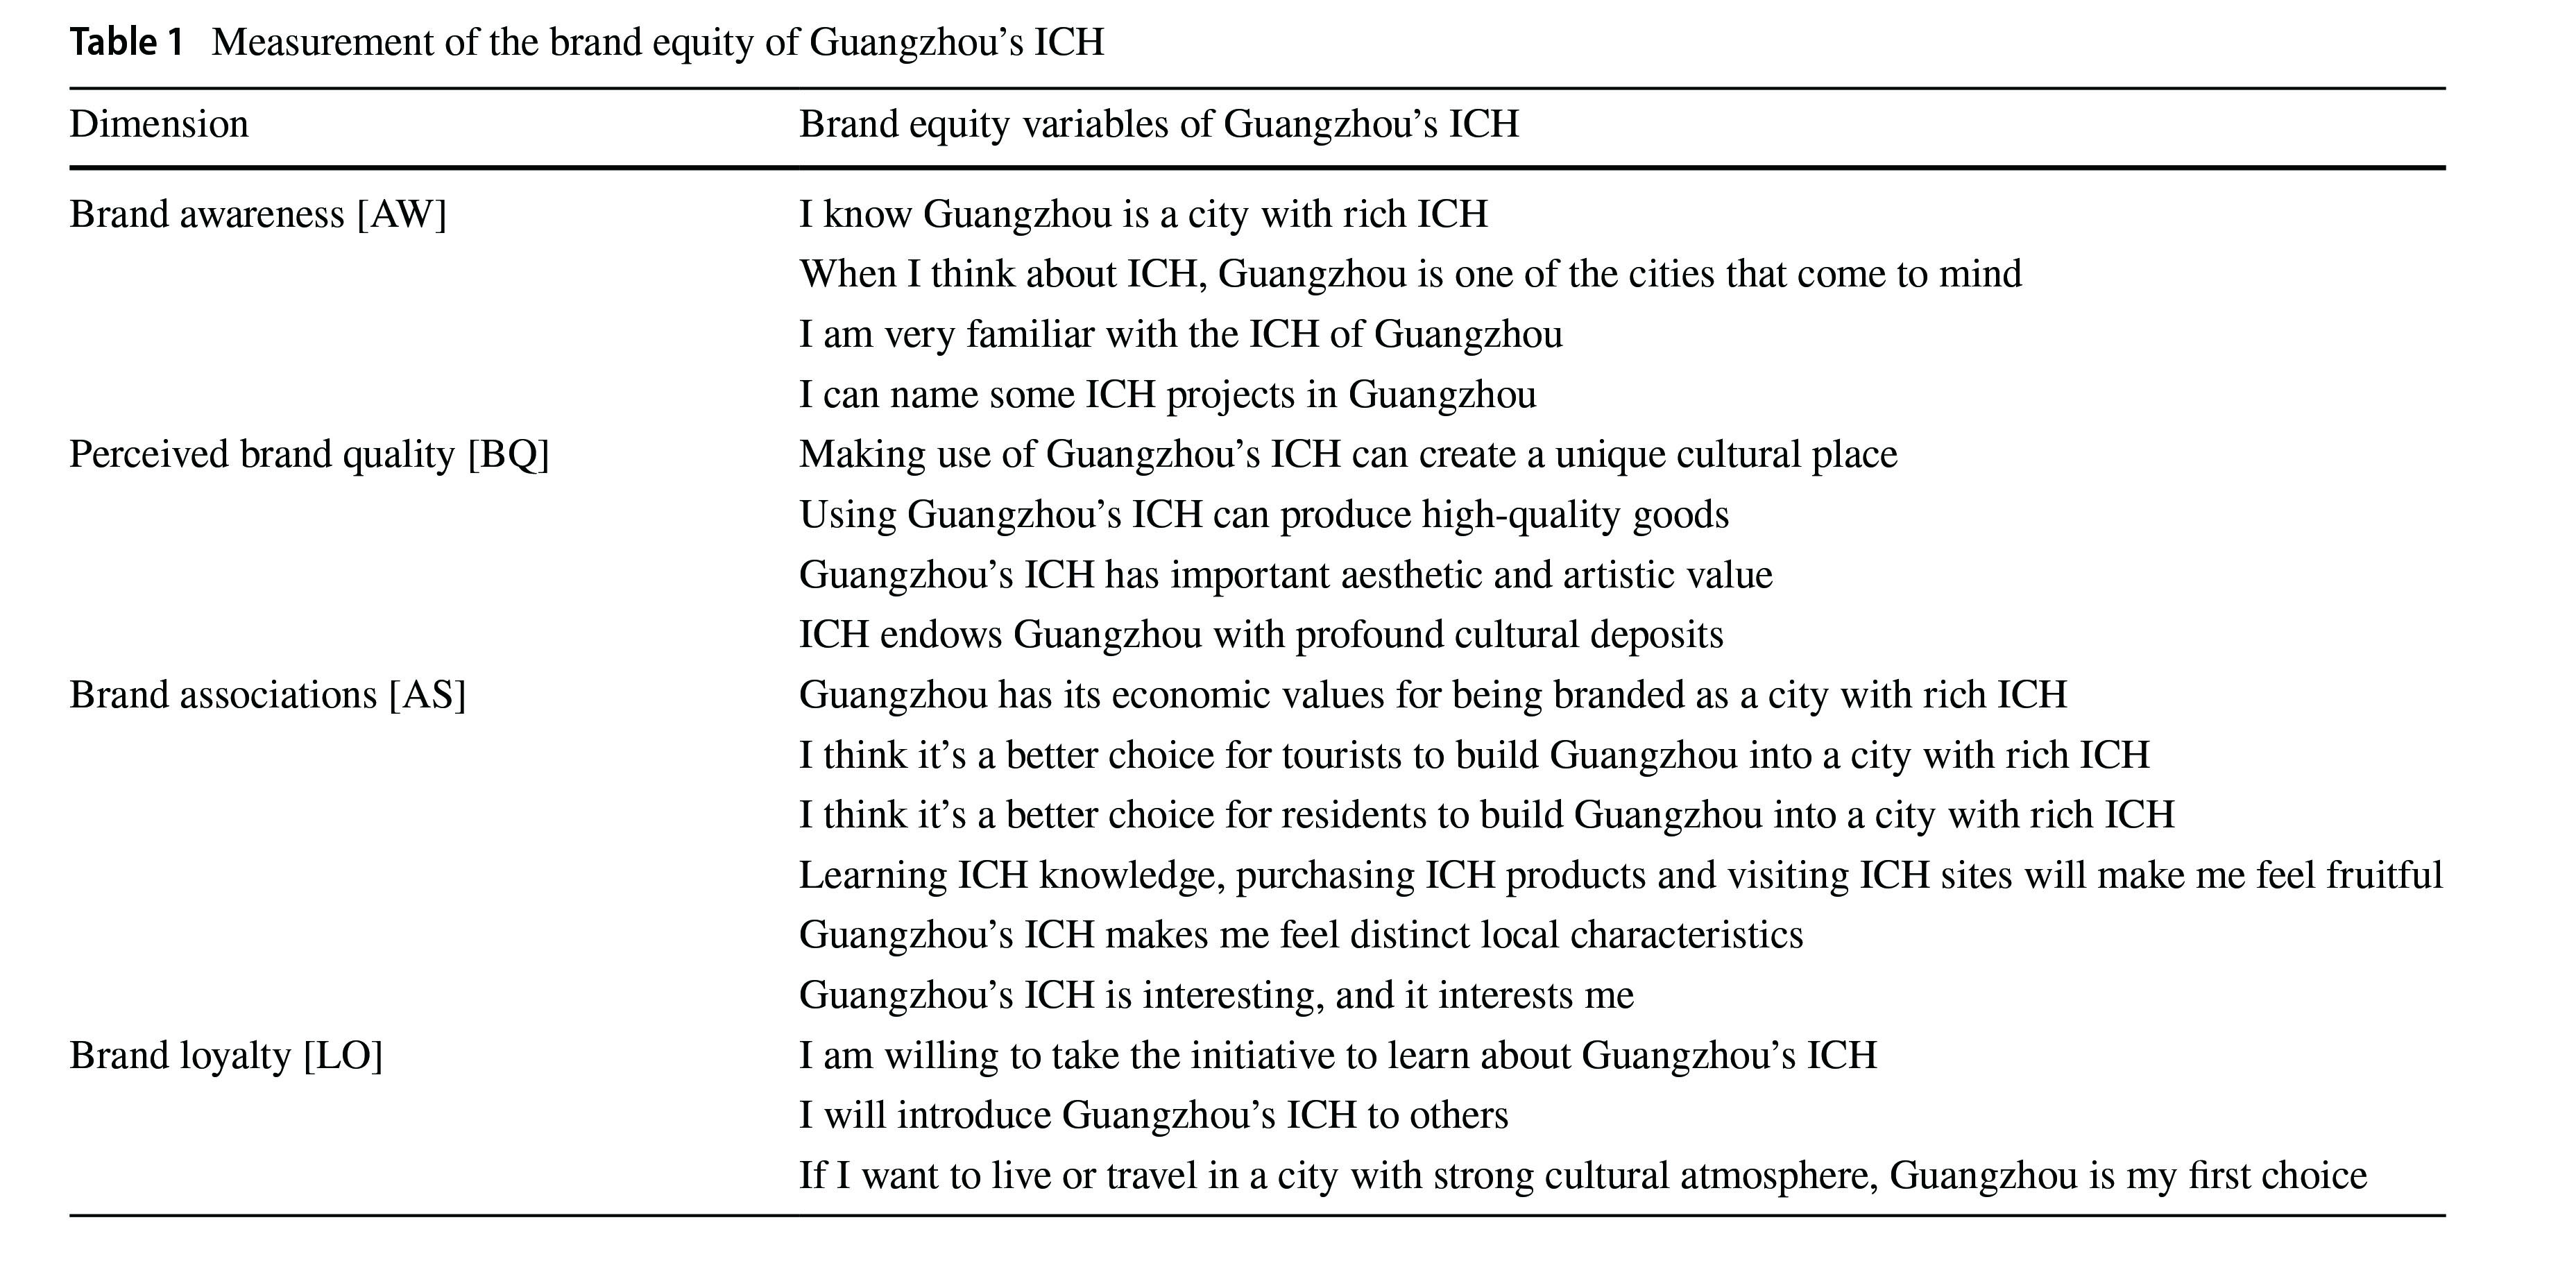 Table 1 Measurement of the brand equity of Guangzhou’s ICH
Dimension Brand equity variables of Guangzhou’s ICH
Brand awareness [AW] I know Guangzhou is a city with rich ICH
When I think about ICH, Guangzhou is one of the cities that come to mind
I am very familiar with the ICH of Guangzhou
I can name some ICH projects in Guangzhou
Perceived brand quality [BQ] Making use of Guangzhou’s ICH can create a unique cultural place
Using Guangzhou’s ICH can produce high-quality goods
Guangzhou’s ICH has important aesthetic and artistic value
ICH endows Guangzhou with profound cultural deposits
Brand associations [AS] Guangzhou has its economic values for being branded as a city with rich ICH
I think it’s a better choice for tourists to build Guangzhou into a city with rich ICH
I think it’s a better choice for residents to build Guangzhou into a city with rich ICH
Learning ICH knowledge, purchasing ICH products and visiting ICH sites will make me feel fruitful
Guangzhou’s ICH makes me feel distinct local characteristics
Guangzhou’s ICH is interesting, and it interests me
Brand loyalty [LO] I am willing to take the initiative to learn about Guangzhou’s ICH
I will introduce Guangzhou’s ICH to others
If I want to live or travel in a city with strong cultural atmosphere, Guangzhou is my first choice